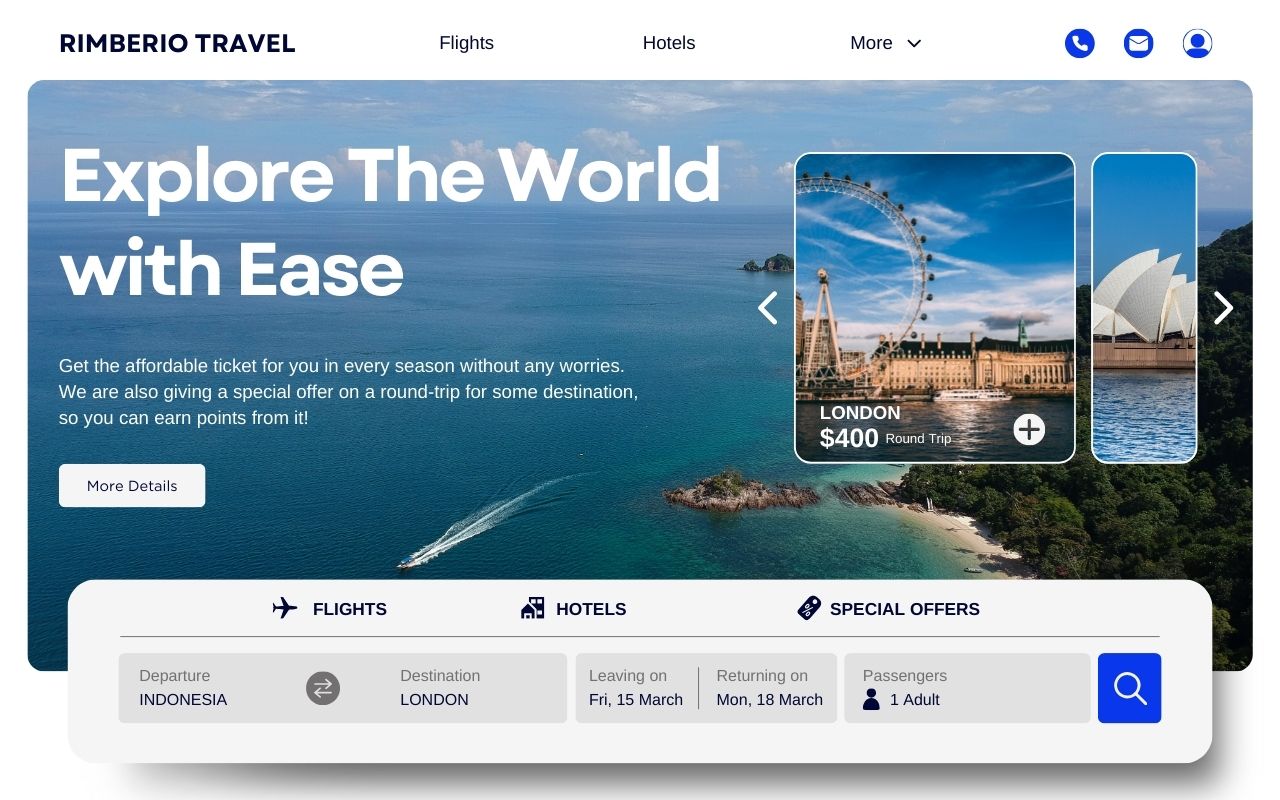 RIMBERIO TRAVEL
Flights
Hotels
More
Explore The World
with Ease
Get the affordable ticket for you in every season without any worries.
We are also giving a special offer on a round-trip for some destination,
so you can earn points from it!
More Details
LONDON
$400 Round Trip
FLIGHTS
HOTELS
SPECIAL OFFERS
Departure
INDONESIA
Destination
LONDON
Leaving on
Fri, 15 March
Returning on
Mon, 18 March
Passengers
1 Adult